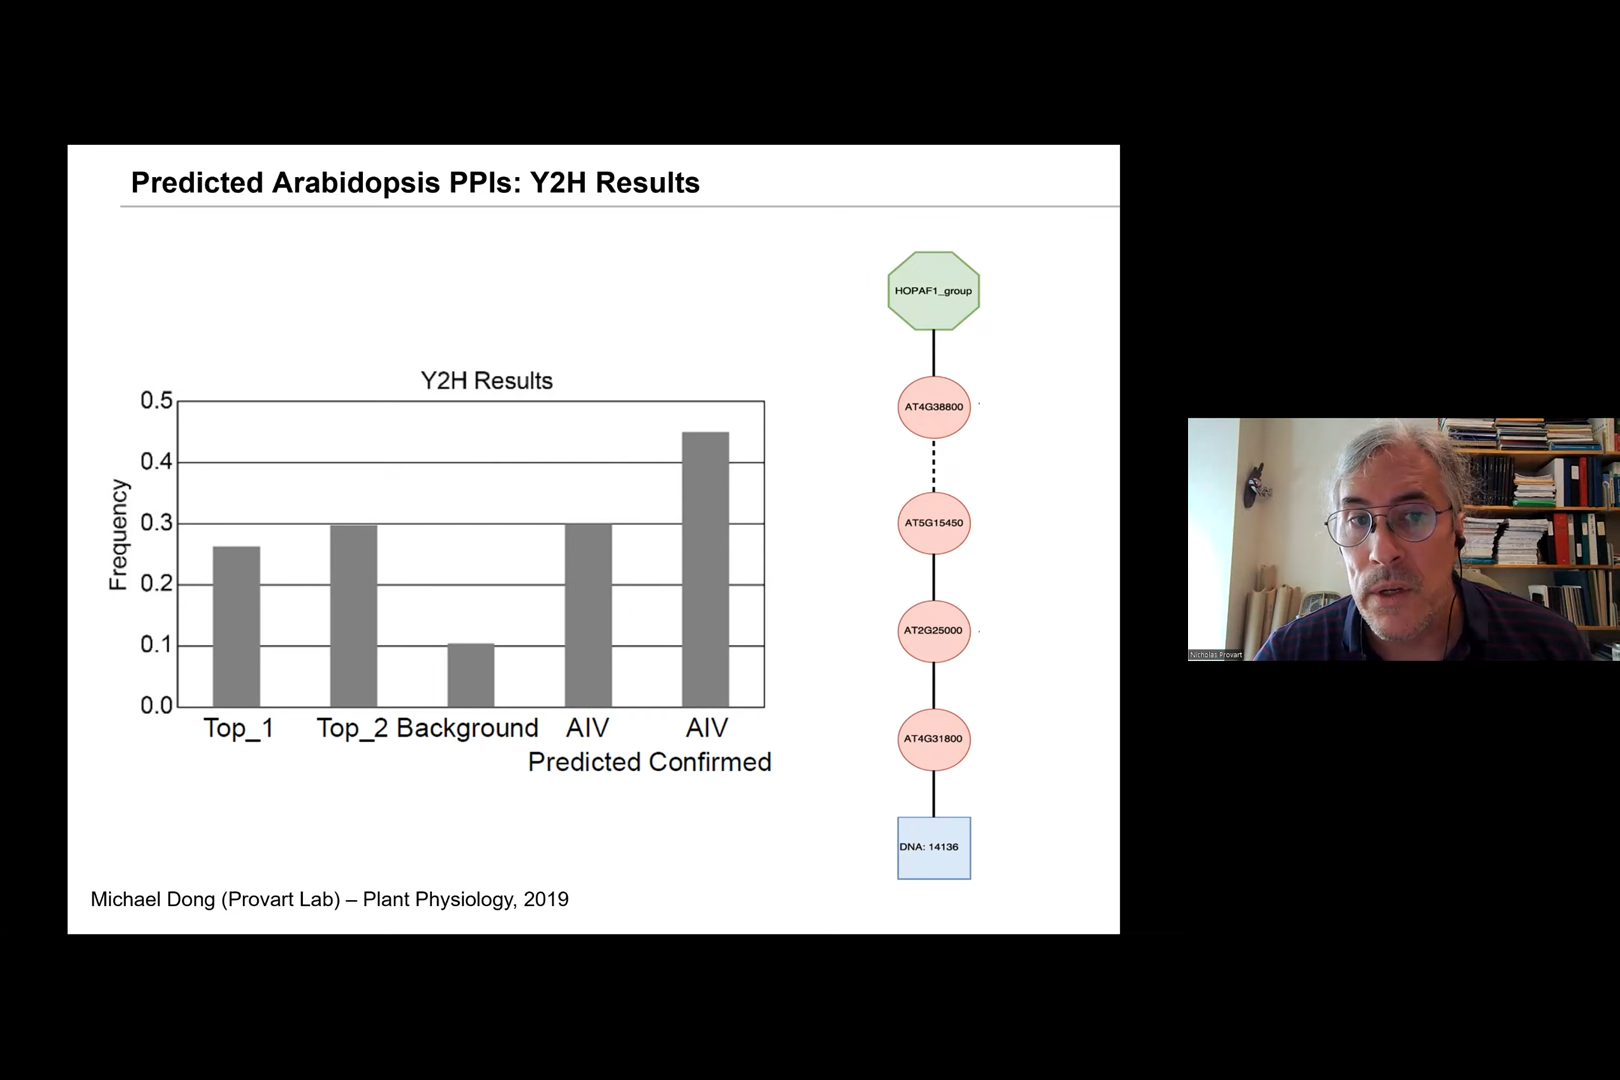 Predicted Arabidopsis PPIs: Y2H Results
Y2H Results
Frequency
0.5
0.4
0.3
0.2
0.1
0.0
Top_1
Top_2
Background
AIV
Predicted
AIV
Confirmed
HOPAF1_group
AT4G38800
AT5G15450
AT2G25000
AT4G31800
DNA: 14136
Michael Dong (Provart Lab) – Plant Physiology, 2019
Nicholas Provart